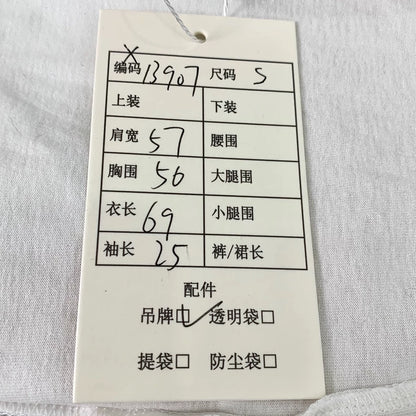 X
编码 13907 尺码 S
上装 下装
肩宽 57 腰围
胸围 56 大腿围
衣长 69 小腿围
袖长 25 裤/裙长
配件
吊牌☑ 透明袋□
提袋□ 防尘袋□